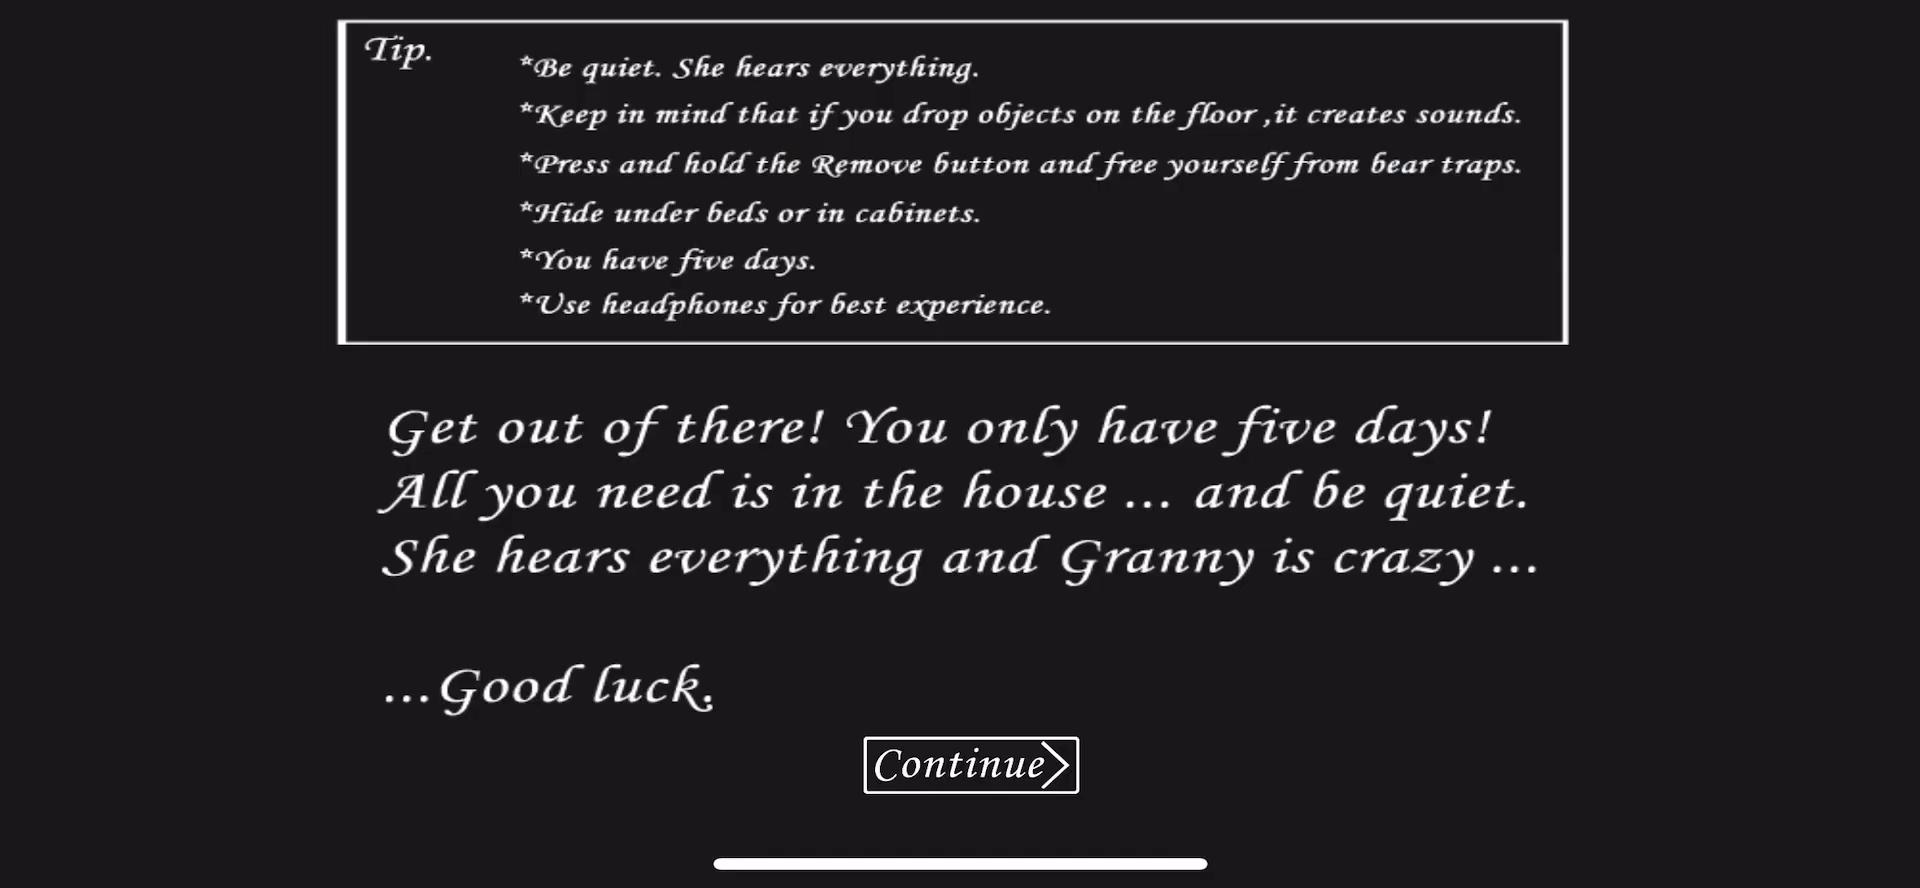 Tip.
*Be quiet. She hears everything.
*Keep in mind that if you drop objects on the floor ,it creates sounds.
*Press and hold the Remove button and free yourself from bear traps.
*Hide under beds or in cabinets.
*You have five days.
*Use headphones for best experience.
Get out of there! You only have five days!
All you need is in the house ... and be quiet.
She hears everything and Granny is crazy ...
...Good luck.
Continue